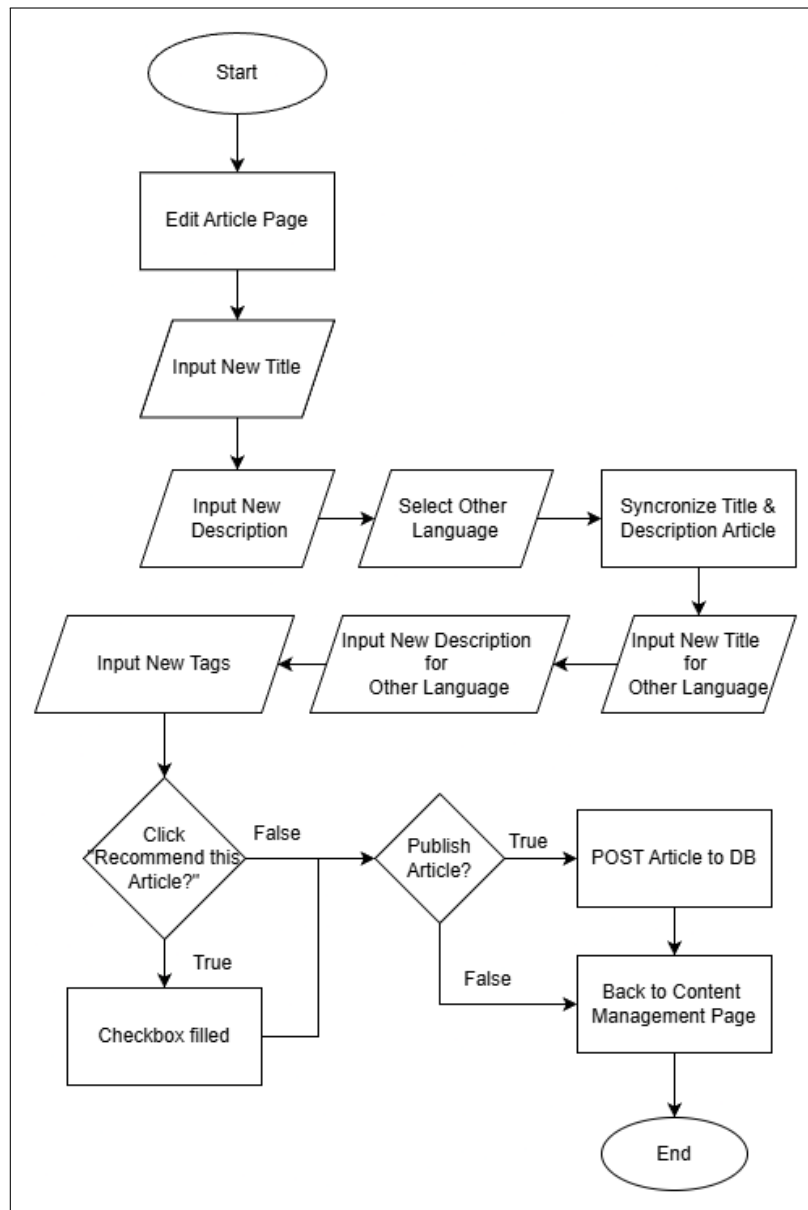 Start
Edit Article Page
Input New Title
Input New
Description
Select Other
Language
Syncronize Title &
Description Article
Input New Title
for
Other Language
Input New Description
for
Other Language
Input New Tags
Click
"Recommend this
Article?"
False
True
Checkbox filled
Publish
Article?
True
False
POST Article to DB
Back to Content
Management Page
End